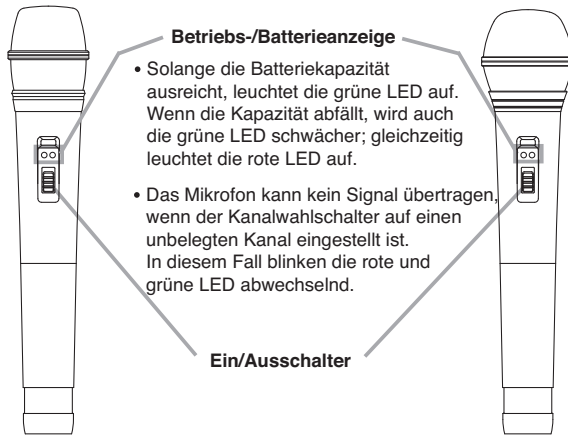 Betriebs-/Batterieanzeige
• Solange die Batteriekapazität
ausreicht, leuchtet die grüne LED auf.
Wenn die Kapazität abfällt, wird auch
die grüne LED schwächer; gleichzeitig
leuchtet die rote LED auf.
• Das Mikrofon kann kein Signal übertragen,
wenn der Kanalwahlschalter auf einen
unbelegten Kanal eingestellt ist.
In diesem Fall blinken die rote und
grüne LED abwechselnd.
Ein/Ausschalter